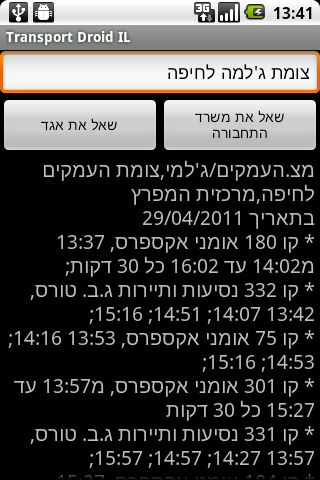 3G 13:41
Transport Droid IL
צומת ג'למה לחיפה
שאל את אגד
שאל את משרד
התחבורה
מצ.העמקים/ג'למי,צומת העמקים
לחיפה,מרכזית המפרץ
בתאריך 29/04/2011
* קו 180 אומני אקספרס, 13:37
מ14:02 עד 16:02 כל 30 דקות;
* קו 332 נסיעות ותיירות ג.ב. טורס,
13:42 14:07; 14:51; 15:16;
* קו 75 אומני אקספרס, 13:53 14:16;
14:53; 15:16;
* קו 301 אומני אקספרס, מ13:57 עד
15:27 כל 30 דקות
* קו 331 נסיעות ותיירות ג.ב. טורס,
13:57 14:27; 14:57; 15:57;